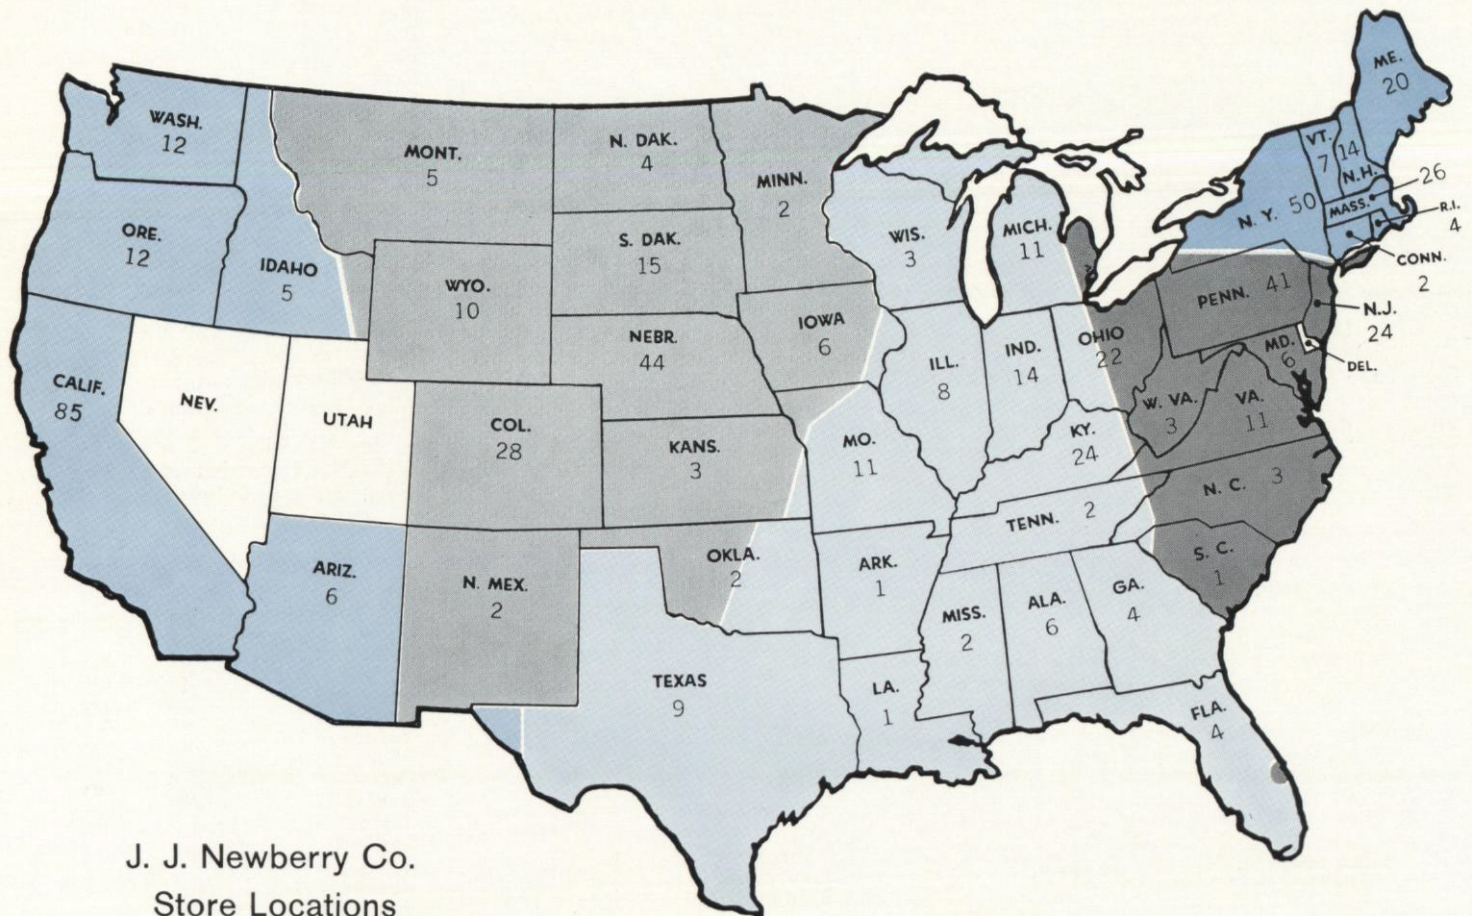 WASH.
12
ORE.
12
CALIF.
85
IDAHO
5
NEV.
UTAH
ARIZ.
6
MONT.
5
WYO.
10
COL.
28
N. MEX.
2
N. DAK.
4
S. DAK.
15
NEBR.
44
KANS.
3
OKLA.
2
TEXAS
9
MINN.
2
IOWA
6
MO.
11
ARK.
1
LA.
1
WIS.
3
ILL.
8
MICH.
11
IND.
14
OHIO
22
KY.
24
TENN. 2
MISS.
2
ALA.
6
GA.
4
FLA.
4
S. C.
1
N. C. 3
VA.
11
W. VA.
3
MD.
6
DEL.
PENN. 41
N.J.
24
N. Y. 50
CONN.
2
R.I.
4
MASS.
26
VT.
7
14
N.H.
ME.
20
J. J. Newberry Co.
Store Locations